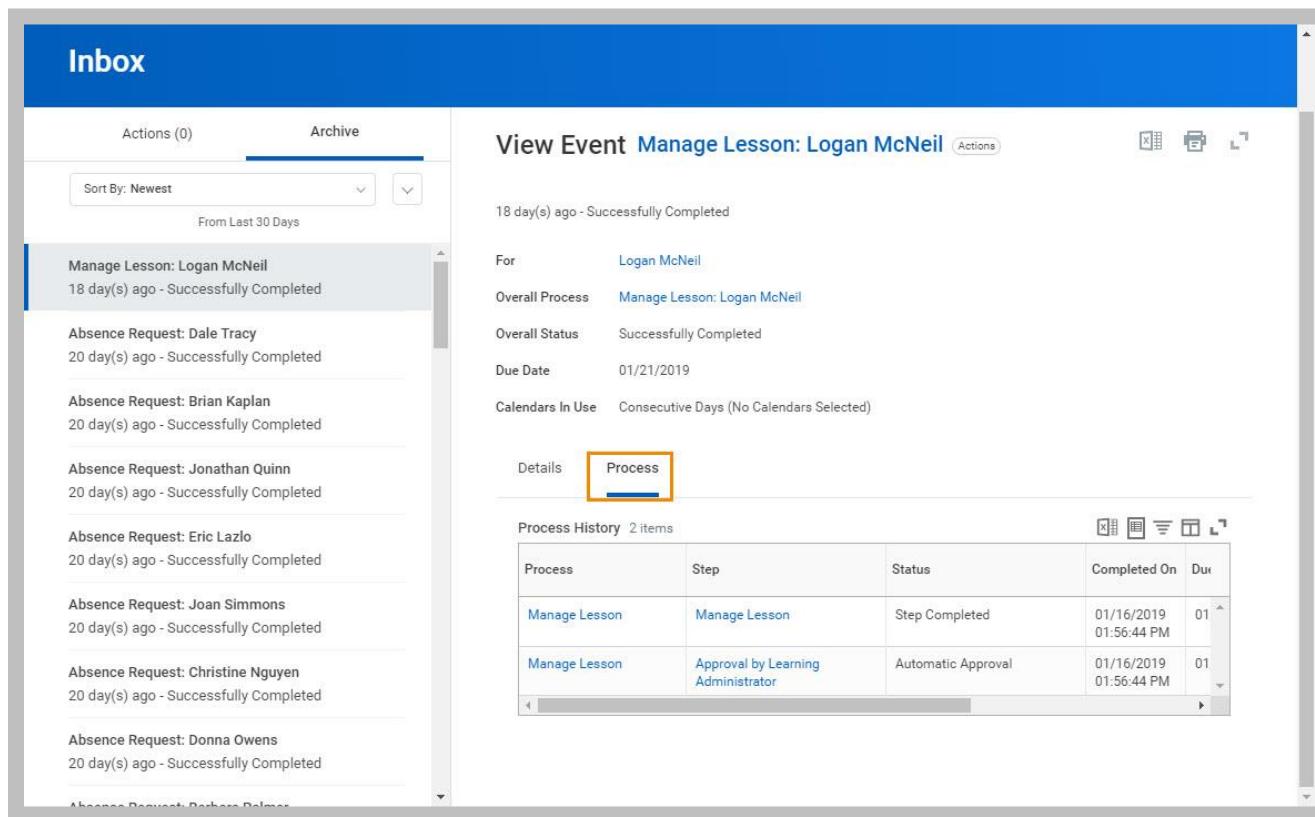 Inbox
Actions (0)
Archive
Sort By: Newest
From Last 30 Days
Manage Lesson: Logan McNeil
18 day(s) ago - Successfully Completed
Absence Request: Dale Tracy
20 day(s) ago - Successfully Completed
Absence Request: Brian Kaplan
20 day(s) ago - Successfully Completed
Absence Request: Jonathan Quinn
20 day(s) ago - Successfully Completed
Absence Request: Eric Lazlo
20 day(s) ago - Successfully Completed
Absence Request: Joan Simmons
20 day(s) ago - Successfully Completed
Absence Request: Christine Nguyen
20 day(s) ago - Successfully Completed
Absence Request: Donna Owens
20 day(s) ago - Successfully Completed
Absence Request: Barbara Palmer
View Event Manage Lesson: Logan McNeil Actions
18 day(s) ago - Successfully Completed
For Logan McNeil
Overall Process Manage Lesson: Logan McNeil
Overall Status Successfully Completed
Due Date 01/21/2019
Calendars In Use Consecutive Days (No Calendars Selected)
Details Process
Process History 2 items
Process Step Status Completed On Due
Manage Lesson Manage Lesson Step Completed 01/16/2019 01
01:56:44 PM
Manage Lesson Approval by Learning Automatic Approval 01/16/2019 01
Administrator 01:56:44 PM